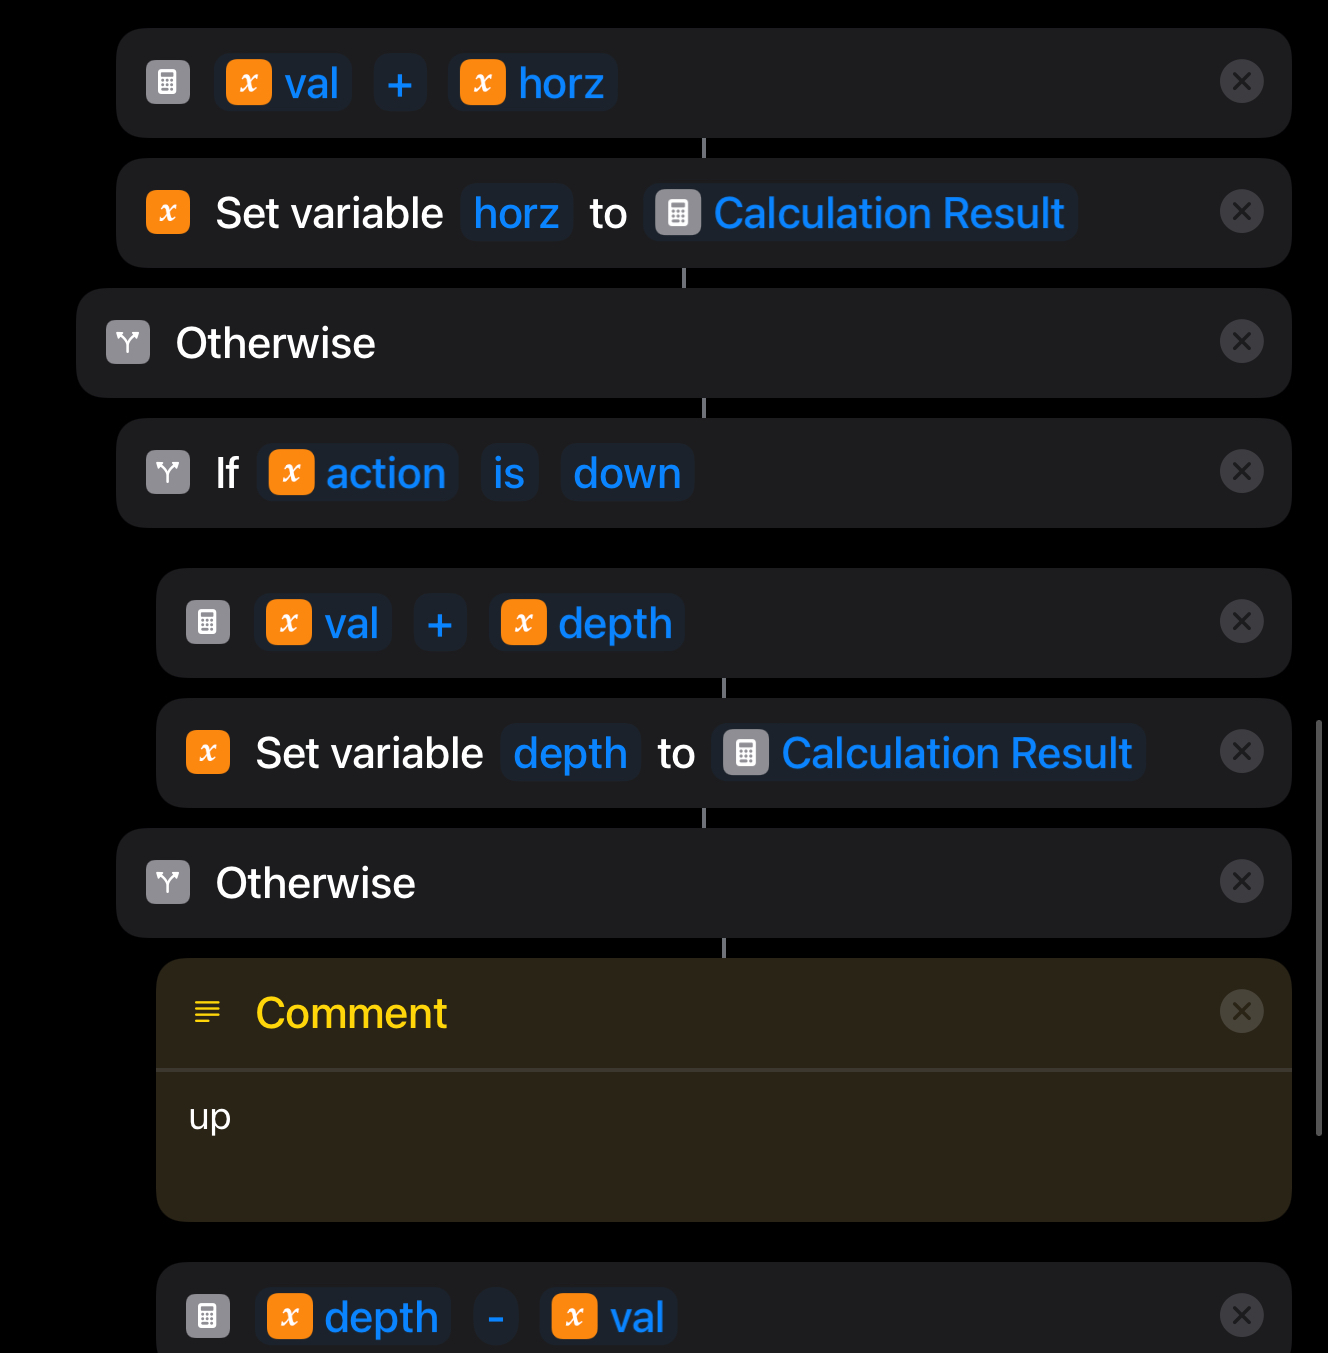 x val + x horz
x Set variable horz to Calculation Result
Otherwise
If x action is down
x val + x depth
x Set variable depth to Calculation Result
Otherwise
Comment
up
x depth - x val